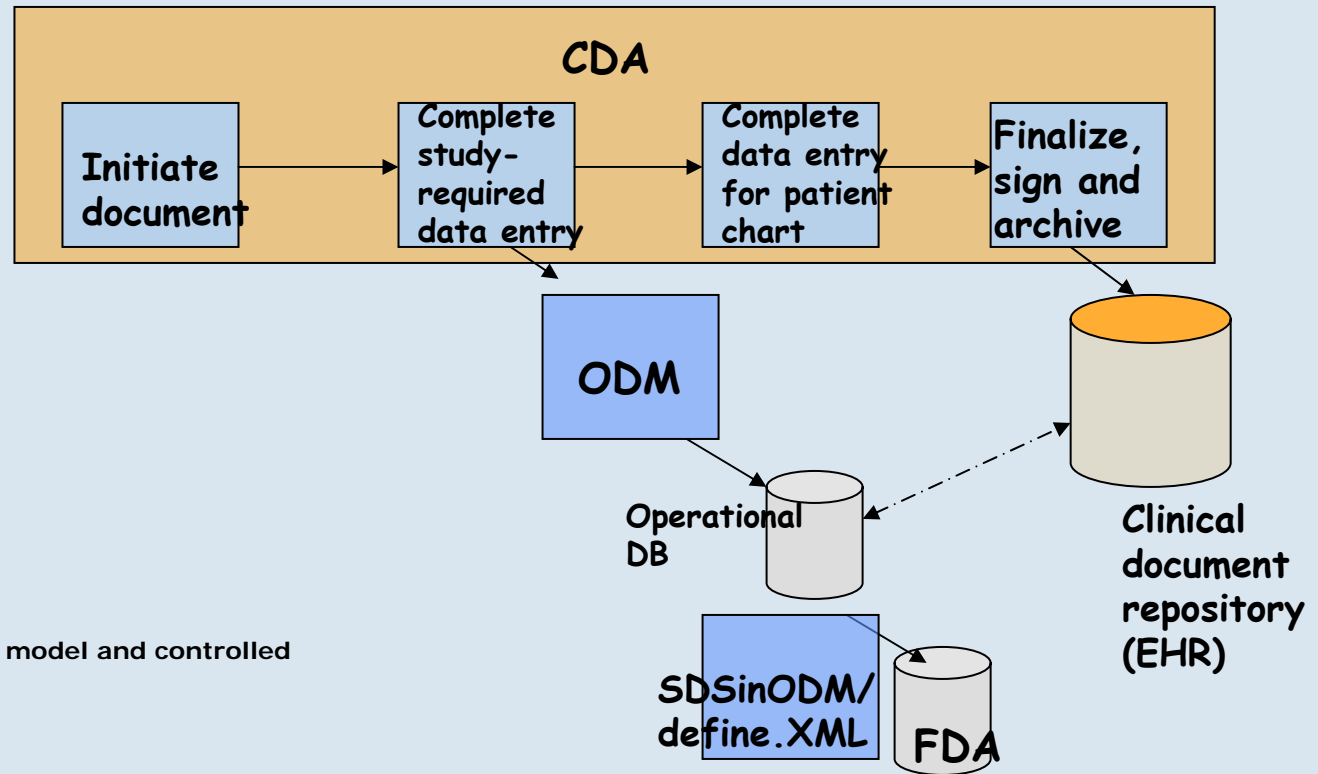 CDA
Initiate
document
Complete
study-
required
data entry
Complete
data entry
for patient
chart
Finalize,
sign and
archive
ODM
Operational
DB
Clinical
document
repository
(EHR)
model and controlled
SDSinODM/
define.XML
FDA